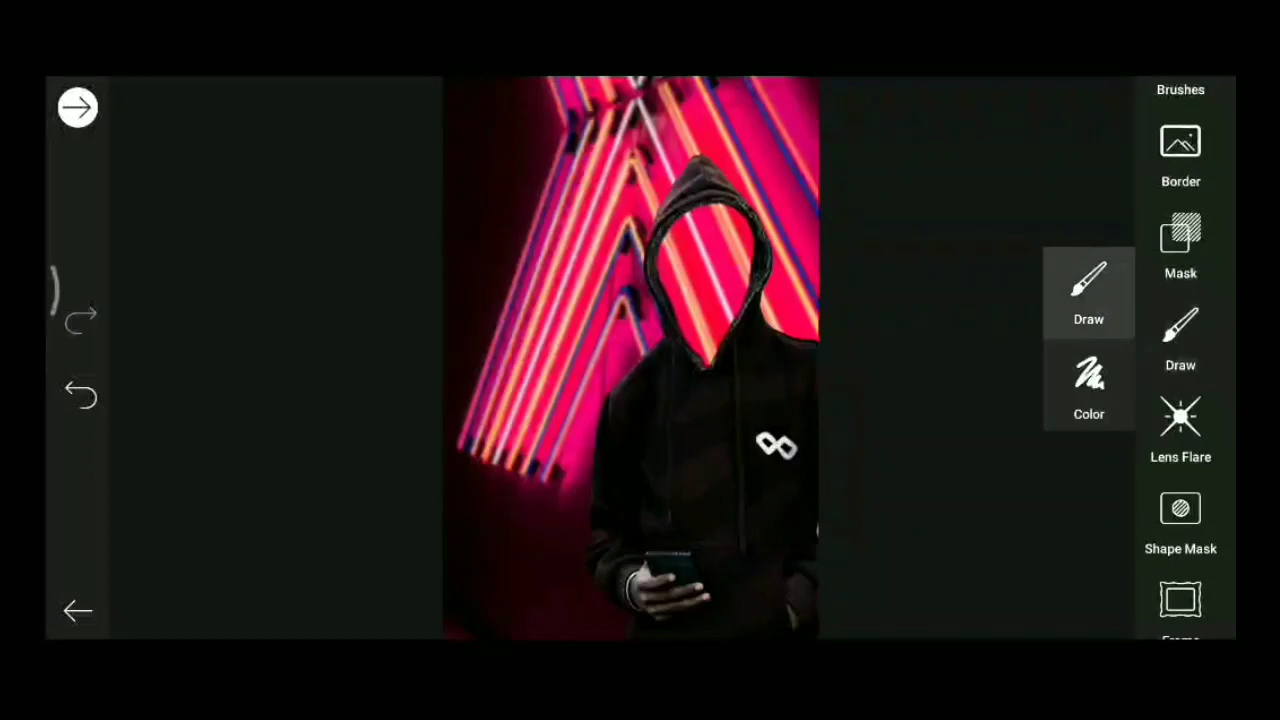 Brushes
Border
Mask
Draw
Draw
Color
Lens Flare
Shape Mask